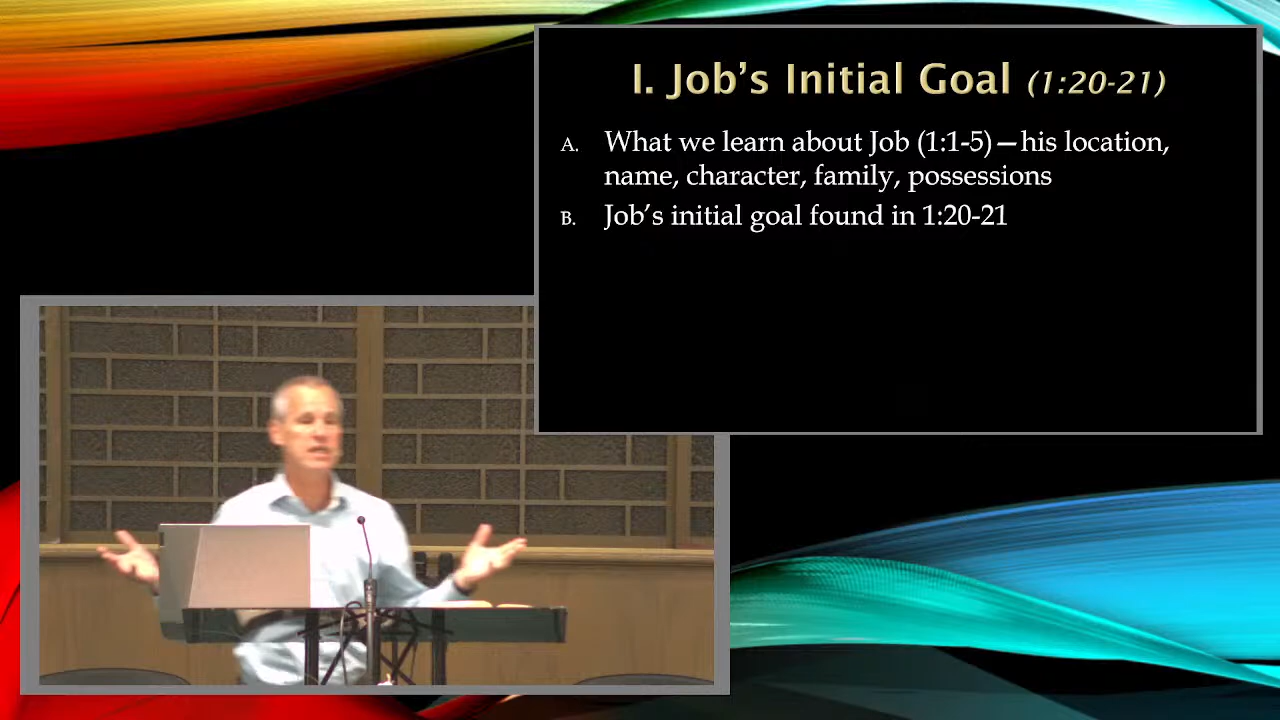 I. Job’s Initial Goal (1:20-21)
A. What we learn about Job (1:1-5)—his location,
name, character, family, possessions
B. Job’s initial goal found in 1:20-21